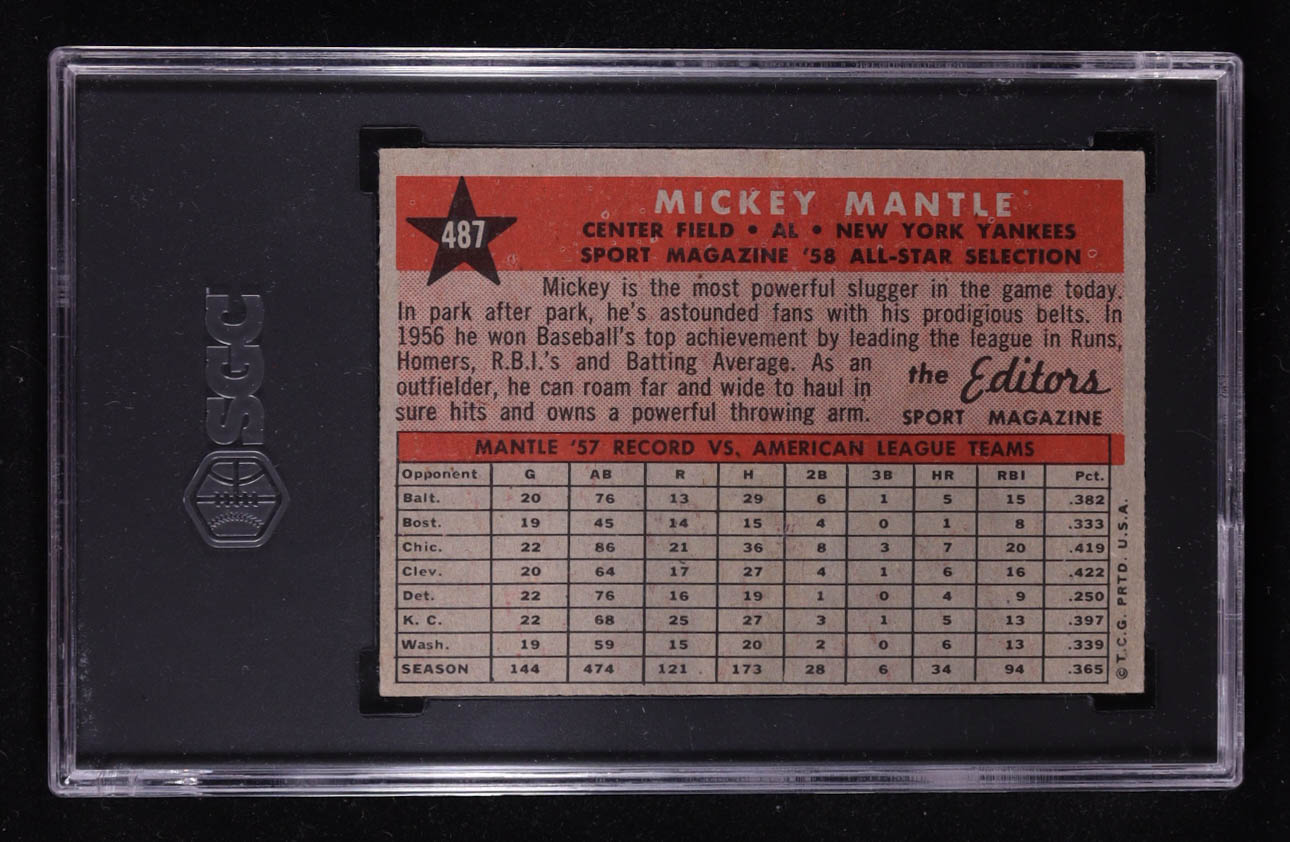 SGC
487
MICKEY MANTLE
CENTER FIELD • AL • NEW YORK YANKEES
SPORT MAGAZINE '58 ALL-STAR SELECTION
Mickey is the most powerful slugger in the game today.
In park after park, he's astounded fans with his prodigious belts. In
1956 he won Baseball's top achievement by leading the league in Runs,
Homers, R.B.I.'s and Batting Average. As an
outfielder, he can roam far and wide to haul in
sure hits and owns a powerful throwing arm.
the Editors
SPORT MAGAZINE
MANTLE '57 RECORD VS. AMERICAN LEAGUE TEAMS
Opponent G AB R H 2B 3B HR RBI Pct.
Balt. 20 76 13 29 6 1 5 15 .382
Bost. 19 45 14 15 4 0 1 8 .333
Chic. 22 86 21 36 8 3 7 20 .419
Clev. 20 64 17 27 4 1 6 16 .422
Det. 22 76 16 19 1 0 4 9 .250
K. C. 22 68 25 27 3 1 5 13 .397
Wash. 19 59 15 20 2 0 6 13 .339
SEASON 144 474 121 173 28 6 34 94 .365
© T.C.G. PRTD. U.S.A.